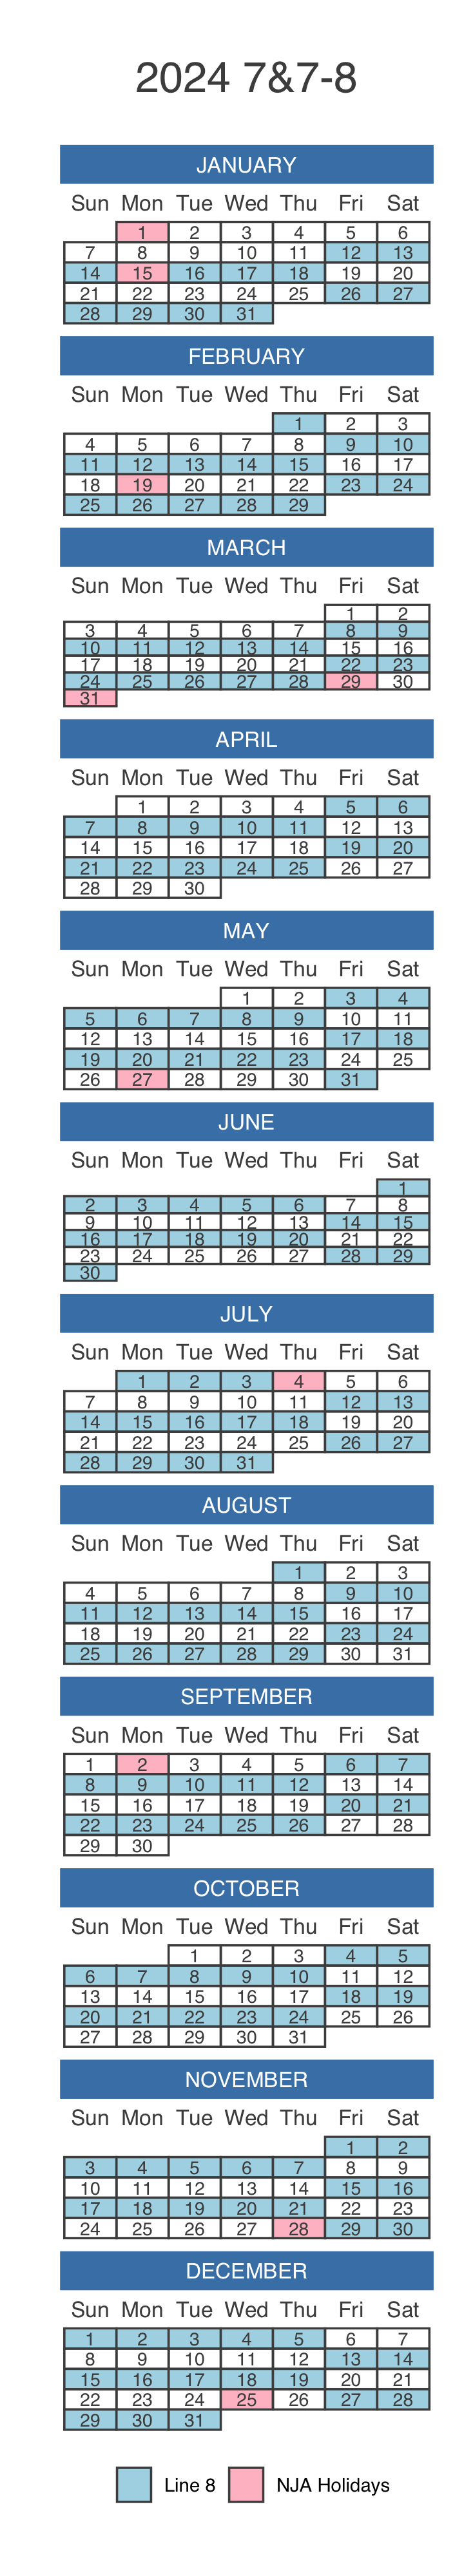 2024 7&7-8
JANUARY
Sun Mon Tue Wed Thu Fri Sat
1 2 3 4 5 6
7 8 9 10 11 12 13
14 15 16 17 18 19 20
21 22 23 24 25 26 27
28 29 30 31
FEBRUARY
Sun Mon Tue Wed Thu Fri Sat
1 2 3
4 5 6 7 8 9 10
11 12 13 14 15 16 17
18 19 20 21 22 23 24
25 26 27 28 29
MARCH
Sun Mon Tue Wed Thu Fri Sat
1 2
3 4 5 6 7 8 9
10 11 12 13 14 15 16
17 18 19 20 21 22 23
24 25 26 27 28 29 30
31
APRIL
Sun Mon Tue Wed Thu Fri Sat
1 2 3 4 5 6
7 8 9 10 11 12 13
14 15 16 17 18 19 20
21 22 23 24 25 26 27
28 29 30
MAY
Sun Mon Tue Wed Thu Fri Sat
1 2 3 4
5 6 7 8 9 10 11
12 13 14 15 16 17 18
19 20 21 22 23 24 25
26 27 28 29 30 31
JUNE
Sun Mon Tue Wed Thu Fri Sat
1
2 3 4 5 6 7 8
9 10 11 12 13 14 15
16 17 18 19 20 21 22
23 24 25 26 27 28 29
30
JULY
Sun Mon Tue Wed Thu Fri Sat
1 2 3 4 5 6
7 8 9 10 11 12 13
14 15 16 17 18 19 20
21 22 23 24 25 26 27
28 29 30 31
AUGUST
Sun Mon Tue Wed Thu Fri Sat
1 2 3
4 5 6 7 8 9 10
11 12 13 14 15 16 17
18 19 20 21 22 23 24
25 26 27 28 29 30 31
SEPTEMBER
Sun Mon Tue Wed Thu Fri Sat
1 2 3 4 5 6 7
8 9 10 11 12 13 14
15 16 17 18 19 20 21
22 23 24 25 26 27 28
29 30
OCTOBER
Sun Mon Tue Wed Thu Fri Sat
1 2 3 4 5
6 7 8 9 10 11 12
13 14 15 16 17 18 19
20 21 22 23 24 25 26
27 28 29 30 31
NOVEMBER
Sun Mon Tue Wed Thu Fri Sat
1 2
3 4 5 6 7 8 9
10 11 12 13 14 15 16
17 18 19 20 21 22 23
24 25 26 27 28 29 30
DECEMBER
Sun Mon Tue Wed Thu Fri Sat
1 2 3 4 5 6 7
8 9 10 11 12 13 14
15 16 17 18 19 20 21
22 23 24 25 26 27 28
29 30 31
Line 8 NJA Holidays